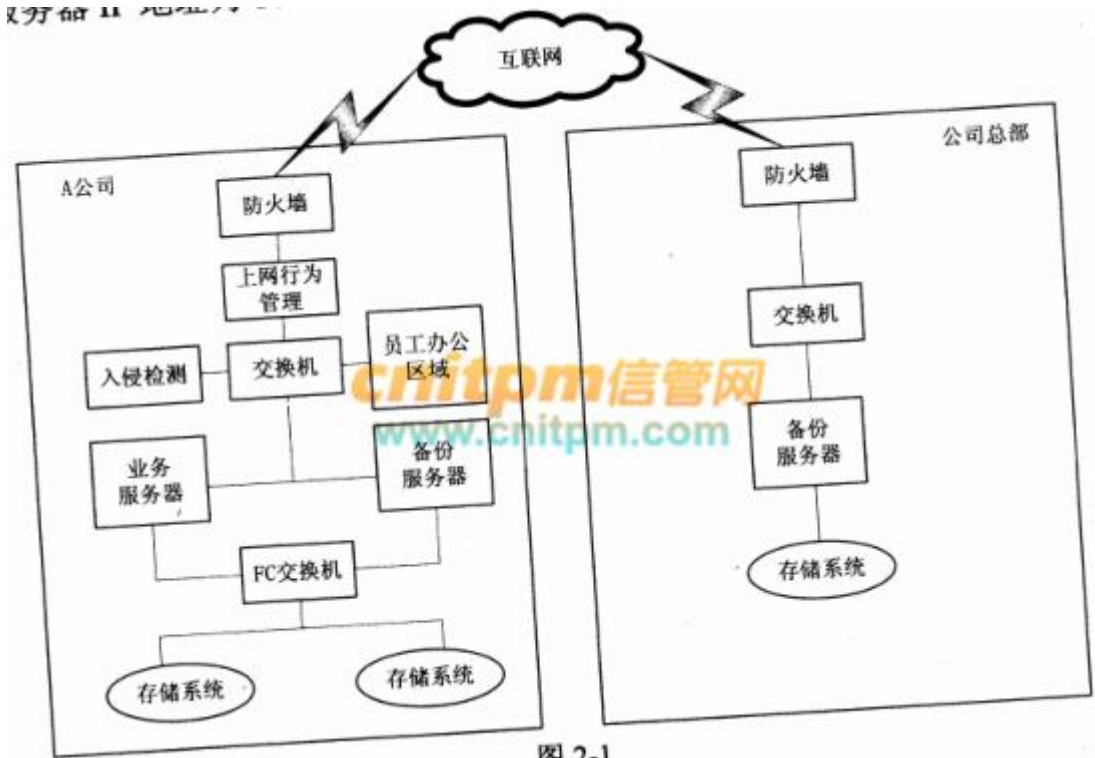 互联网
A公司
防火墙
上网行为
管理
入侵检测
交换机
员工办公
区域
业务
服务器
备份
服务器
FC交换机
存储系统
存储系统
公司总部
防火墙
交换机
备份
服务器
存储系统
cnitpm信管网
www.cnitpm.com
图 2-1